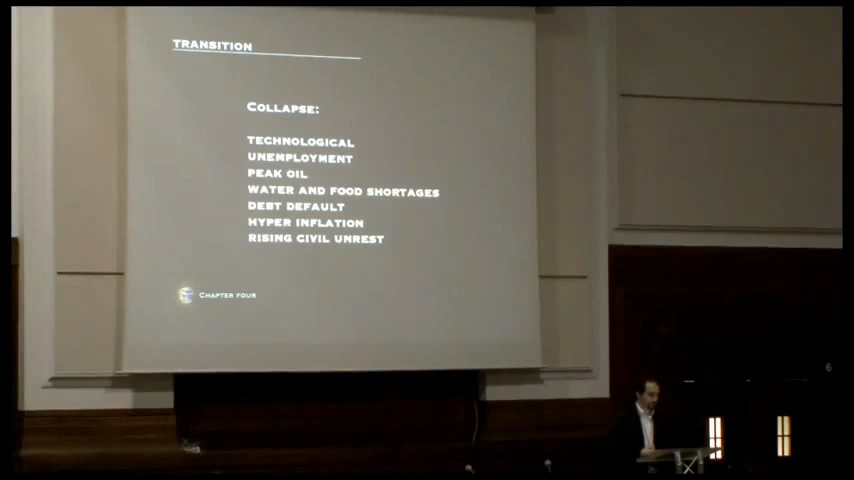 TRANSITION
COLLAPSE:
TECHNOLOGICAL
UNEMPLOYMENT
PEAK OIL
WATER AND FOOD SHORTAGES
DEBT DEFAULT
HYPER INFLATION
RISING CIVIL UNREST
CHAPTER FOUR
6